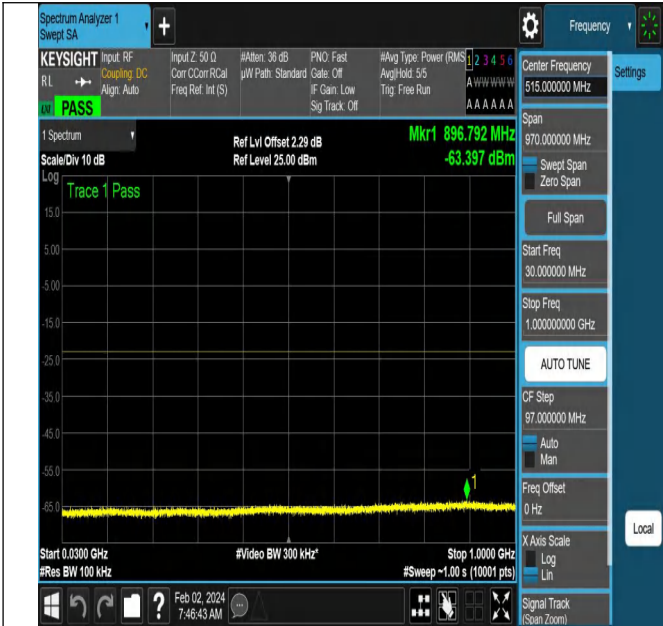 Spectrum Analyzer 1
Swept SA
+
Frequency
KEYSIGHT
RL
PASS
Input: RF
Coupling: DC
Align: Auto
Input Z: 50 Ω
Corr CCorr RCal
Freq Ref: Int (S)
#Atten: 36 dB
µW Path: Standard
PNO: Fast
Gate: Off
IF Gain: Low
Sig Track: Off
#Avg Type: Power (RMS
Avg|Hold: 5/5
Trig: Free Run
1 2 3 4 5 6
A W W W W W
A A A A A A
1 Spectrum
Scale/Div 10 dB
Log
Ref Lvl Offset 2.29 dB
Ref Level 25.00 dBm
Mkr1 896.792 MHz
-63.397 dBm
Trace 1 Pass
15.0
5.00
-5.00
-15.0
-25.0
-35.0
-45.0
-55.0
-65.0
1
Start 0.0300 GHz
#Res BW 100 kHz
#Video BW 300 kHz*
Stop 1.0000 GHz
#Sweep ~1.00 s (10001 pts)
?
Feb 02, 2024
7:46:43 AM
Center Frequency
515.000000 MHz
Span
970.000000 MHz
Swept Span
Zero Span
Full Span
Start Freq
30.000000 MHz
Stop Freq
1.000000000 GHz
AUTO TUNE
CF Step
97.000000 MHz
Auto
Man
Freq Offset
0 Hz
X Axis Scale
Log
Lin
Signal Track
(Span Zoom)
Settings
Local